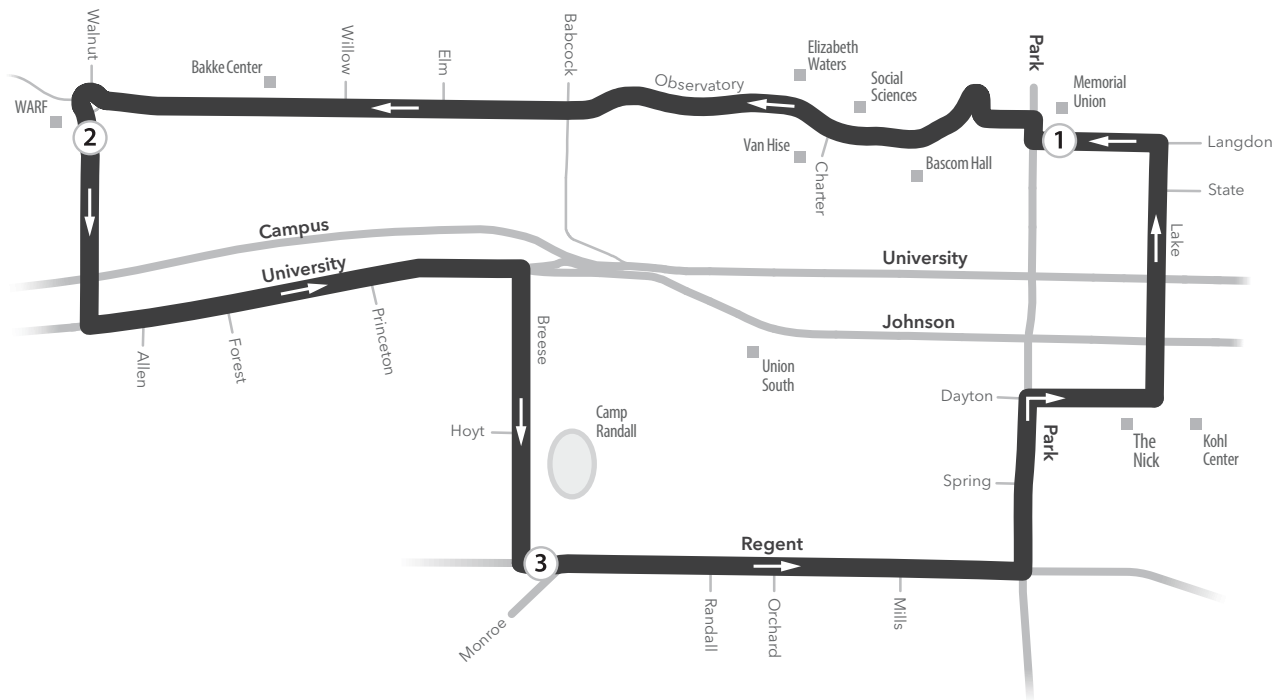 Walnut
Willow
Elm
Babcock
Bakke Center
WARF
2
Observatory
Elizabeth
Waters
Social
Sciences
Park
Memorial
Union
1
Van Hise
Charter
Bascom Hall
Langdon
State
Lake
Campus
University
University
Johnson
Allen
Forest
Princeton
Breese
Union
South
Hoyt
Camp
Randall
Dayton
Park
The
Nick
Kohl
Center
Spring
3
Regent
Monroe
Randall
Orchard
Mills